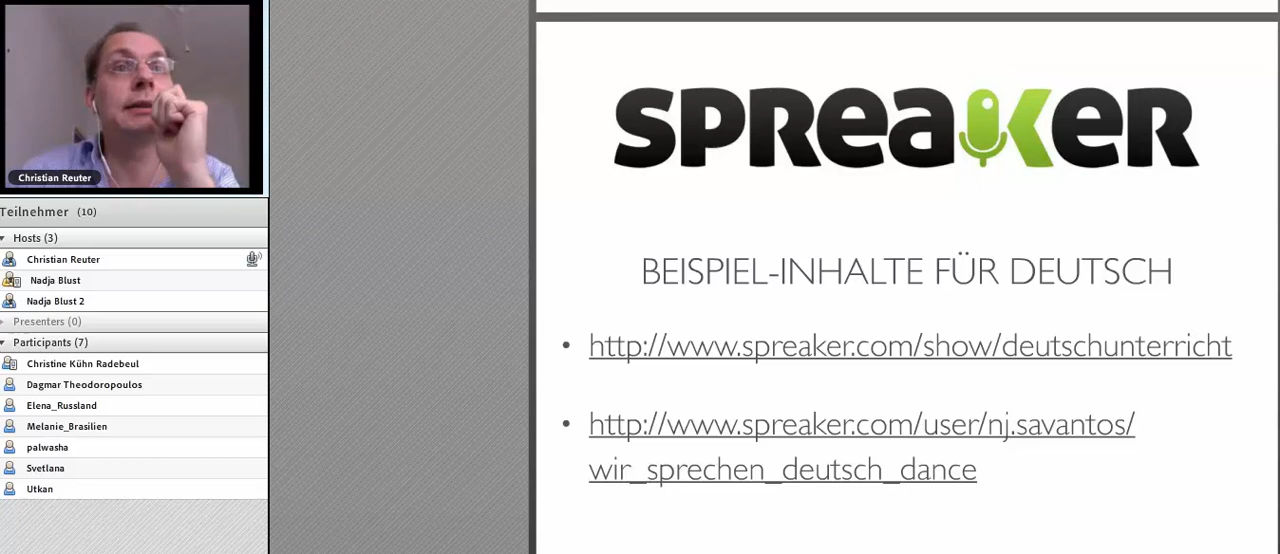 Christian Reuter
Teilnehmer (10)
Hosts (3)
Christian Reuter
Nadja Blust
Nadja Blust 2
Presenters (0)
Participants (7)
Christine Kühn Radebeul
Dagmar Theodoropoulos
Elena_Russland
Melanie_Brasilien
palwasha
Svetlana
Utkan
SPREAKER
BEISPIEL-INHALTE FÜR DEUTSCH
• http://www.spreaker.com/show/deutschunterricht
• http://www.spreaker.com/user/nj.savantos/
wir_sprechen_deutsch_dance